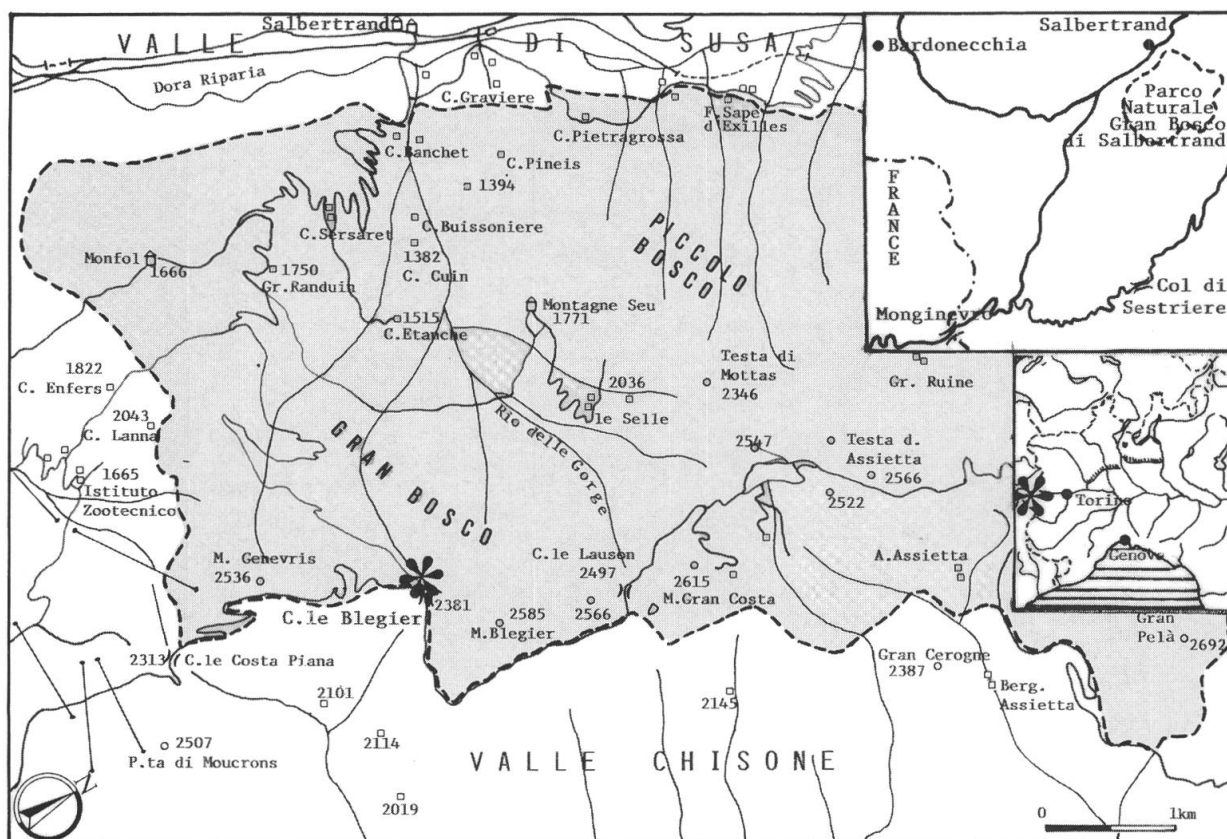 VALLE DI SUSA
Salbertrand
Dora Riparia
C.Graviere
C.Pietragrossa
F.Sape
d'Exilles
C.Banchet
C.Pineis
1394
C.Sersaret
C.Buissoniere
1382
C. Cuin
Monfol
1666
1750
Gr.Randuin
PICCOLO
BOSCO
Montagne Seu
1771
1515
C.Etanche
1822
C. Enfers
2043
C. Lanna
1665
Istituto
Zootecnico
Testa di
Mottas
2346
2036
le Selle
Rio delle Gorge
GRAN BOSCO
Gr. Ruine
2547
Testa d.
Assietta
2566
2522
M. Genevris
2536
C.le Lauson
2497
2615
M.Gran Costa
A.Assietta
2381
C.le Blegier
2585
M.Blegier
2566
2313
C.le Costa Piana
2101
2114
2019
2507
P.ta di Moucrons
2145
Gran Cerogne
2387
Berg.
Assietta
Gran
Pelà
2692
VALLE CHISONE
N
0 1km
Salbertrand
Bardonecchia
Parco
Naturale
Gran Bosco
di Salbertrand
FRANCE
Col di
Sestriere
Monginevro
Torino
Genova